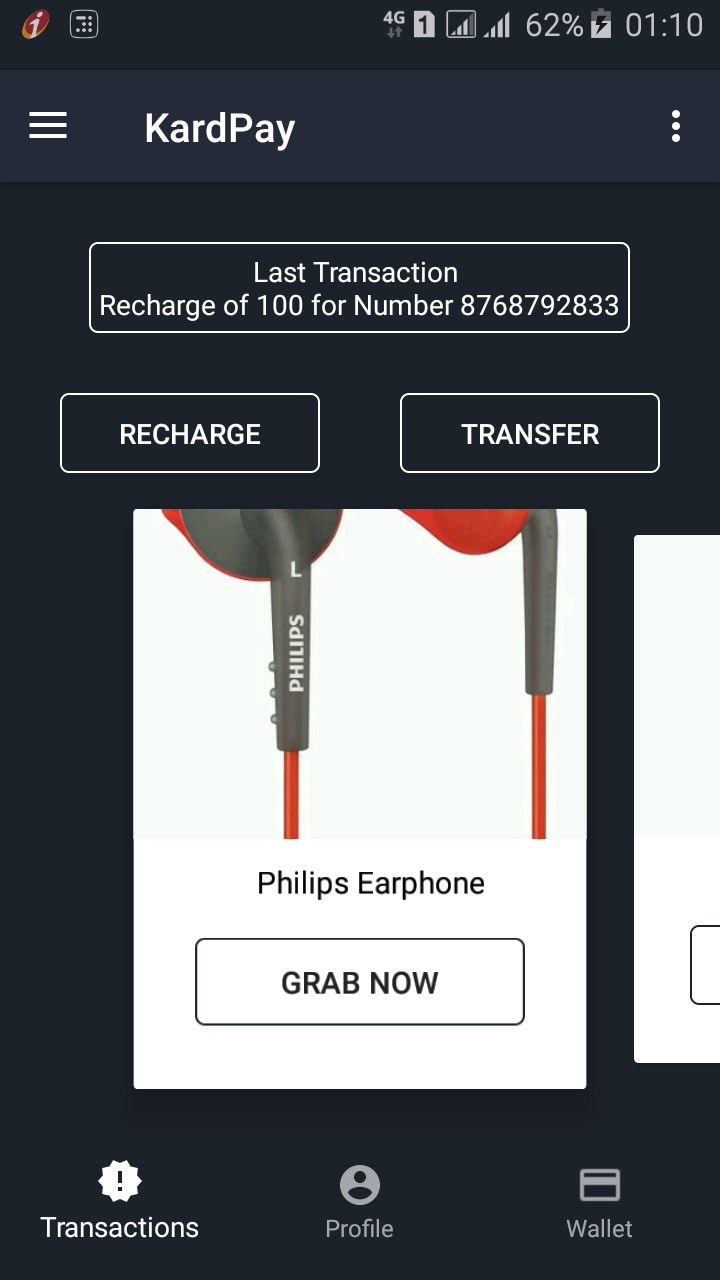 4G 1 62% 01:10
KardPay
Last Transaction
Recharge of 100 for Number 8768792833
RECHARGE
TRANSFER
L
PHILIPS
Philips Earphone
GRAB NOW
Transactions
Profile
Wallet